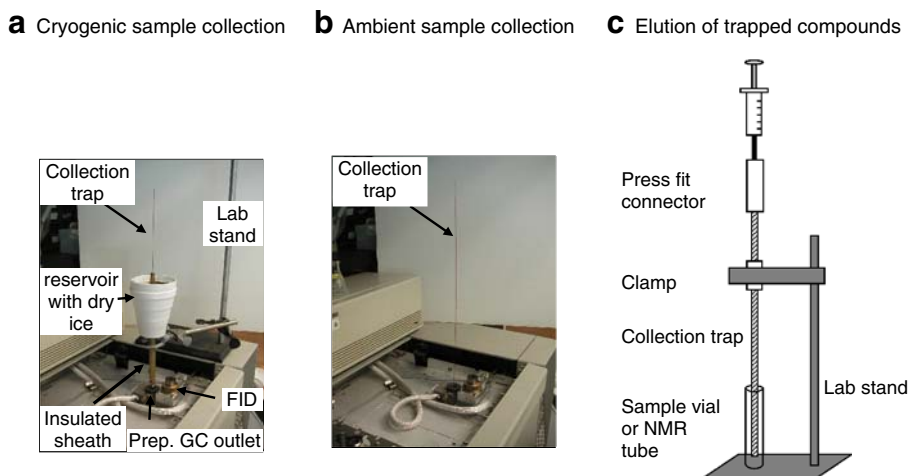 a Cryogenic sample collection
b Ambient sample collection
c Elution of trapped compounds
Collection
trap
Lab
stand
reservoir
with dry
ice
Insulated
sheath
FID
Prep. GC outlet
Collection
trap
Press fit
connector
Clamp
Collection trap
Lab stand
Sample vial
or NMR
tube